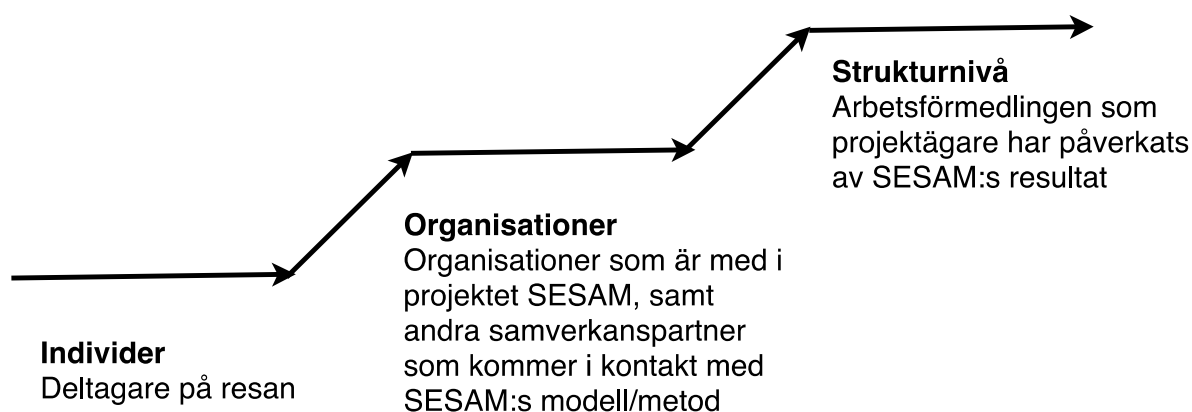 Individer
Deltagare på resan
Organisationer
Organisationer som är med i
projektet SESAM, samt
andra samverkanspartner
som kommer i kontakt med
SESAM:s modell/metod
Strukturnivå
Arbetsförmedlingen som
projektägare har påverkats
av SESAM:s resultat